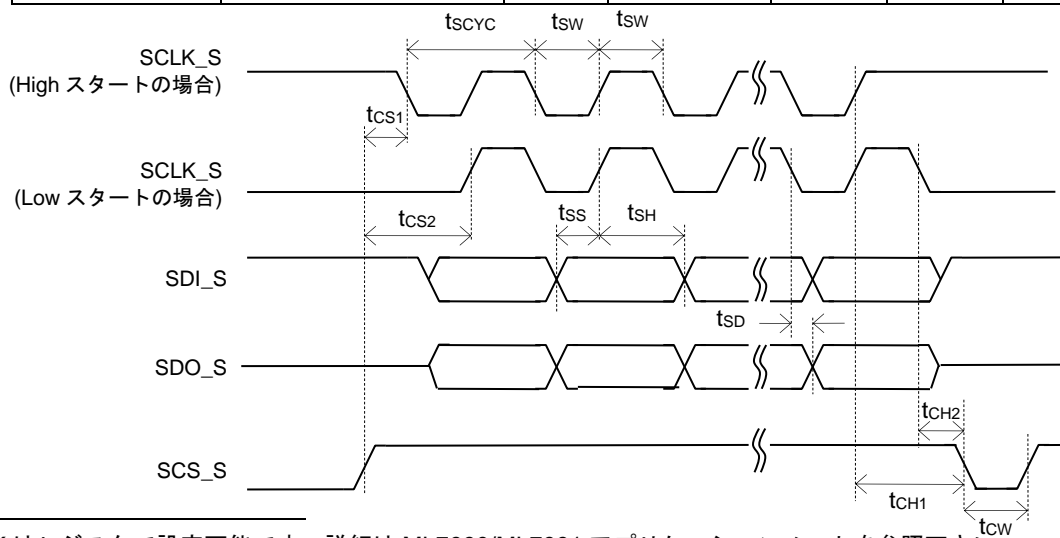 tSCYC tSW tSW
SCLK_S
(High スタートの場合)
tCS1
SCLK_S
(Low スタートの場合)
tCS2 tSS tSH
SDI_S
tSD
SDO_S
tCH2
SCS_S
tCH1
tCW